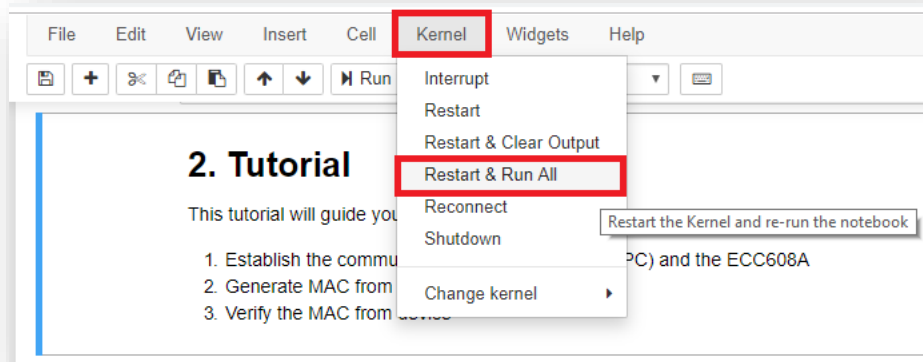 File Edit View Insert Cell Kernel Widgets Help
Run
Interrupt
Restart
Restart & Clear Output
Restart & Run All
Reconnect
Shutdown
Change kernel
Restart the Kernel and re-run the notebook
2. Tutorial
This tutorial will guide you
1. Establish the commu PC) and the ECC608A
2. Generate MAC from
3. Verify the MAC from device